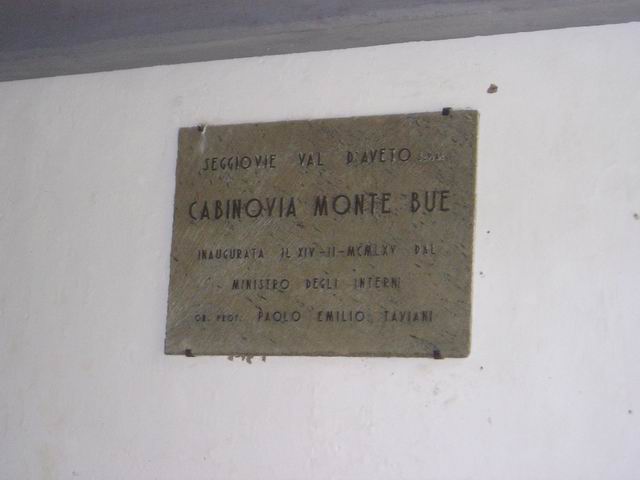 SEGGIOVIE VAL D'AVETO
CABINOVIA MONTE BUE
INAUGURATA IL XIV-II-MCMLXV DAL
MINISTRO DEGLI INTERNI
ON. PROF. PAOLO EMILIO TAVIANI